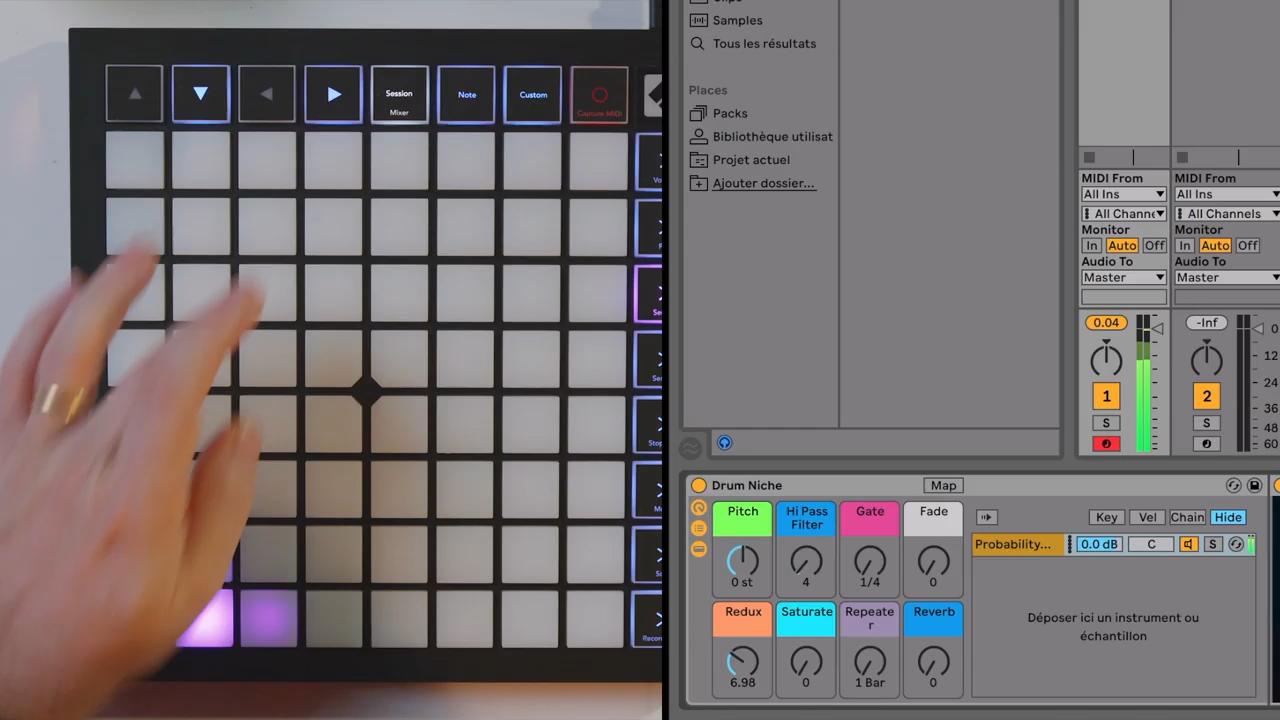 Session
Mixer
Note
Custom
Capture MIDI
Samples
Tous les résultats
Places
Packs
Bibliothèque utilisat
Projet actuel
Ajouter dossier...
MIDI From
MIDI From
All Ins
All Ins
All Channe
All Channels
Monitor
Monitor
In Auto Off
In Auto Off
Audio To
Audio To
Master
Master
0.04
-Inf
0
12
24
36
48
60
1
2
S
S
Drum Niche
Map
Pitch
Hi Pass
Filter
Gate
Fade
0 st
4
1/4
0
Redux
Saturate
Repeate
r
Reverb
6.98
0
1 Bar
0
Key
Vel
Chain
Hide
Probability...
0.0 dB
C
S
Déposer ici un instrument ou
échantillon